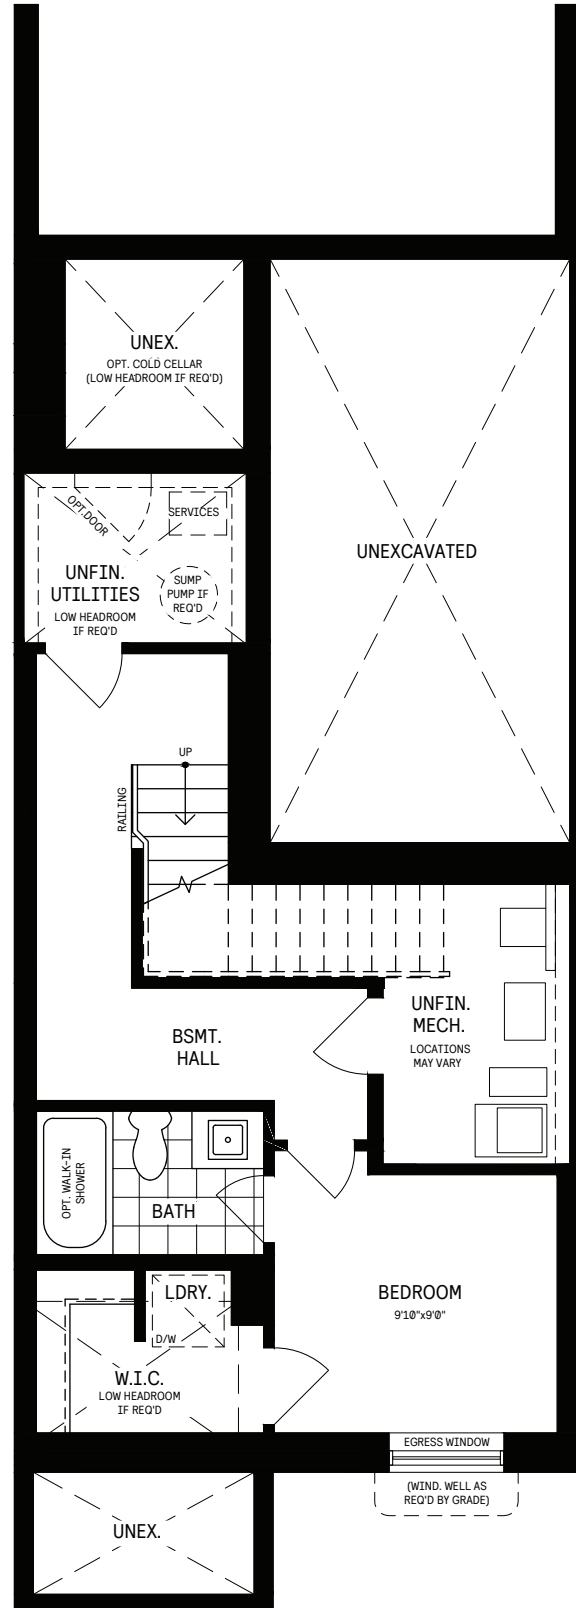 UNEX.
OPT. COLD CELLAR
(LOW HEADROOM IF REQ'D)
OPT.DOOR
SERVICES
UNFIN.
UTILITIES
LOW HEADROOM
IF REQ'D
SUMP
PUMP IF
REQ'D
UNEXCAVATED
UP
RAILING
UNFIN.
MECH.
LOCATIONS
MAY VARY
BSMT.
HALL
OPT. WALK-IN
SHOWER
BATH
LDRY.
D/W
BEDROOM
9'10"x9'0"
W.I.C.
LOW HEADROOM
IF REQ'D
EGRESS WINDOW
(WIND. WELL AS
REQ'D BY GRADE)
UNEX.